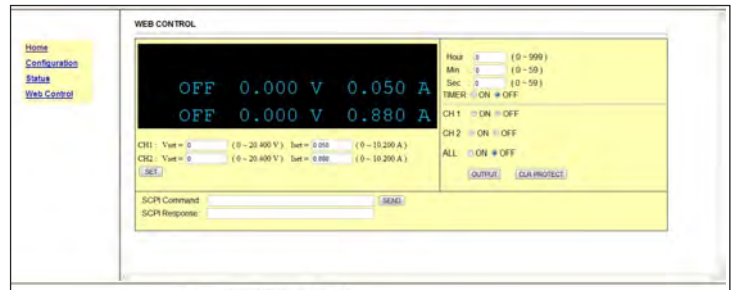 WEB CONTROL
Home
Configuration
Status
Web Control
OFF 0.000 V 0.050 A
OFF 0.000 V 0.880 A
CH1 : Vset = 0 ( 0 ~ 20.400 V ) Iset = 0.050 ( 0 ~ 10.200 A )
CH2 : Vset = 0 ( 0 ~ 20.400 V ) Iset = 0.880 ( 0 ~ 10.200 A )
SET
Hour : 0 ( 0 ~ 999 )
Min : 0 ( 0 ~ 59 )
Sec : 0 ( 0 ~ 59 )
TIMER ON OFF
CH 1 ON OFF
CH 2 ON OFF
ALL ON OFF
OUTPUT CLR PROTECT
SCPI Command: SEND
SCPI Response: